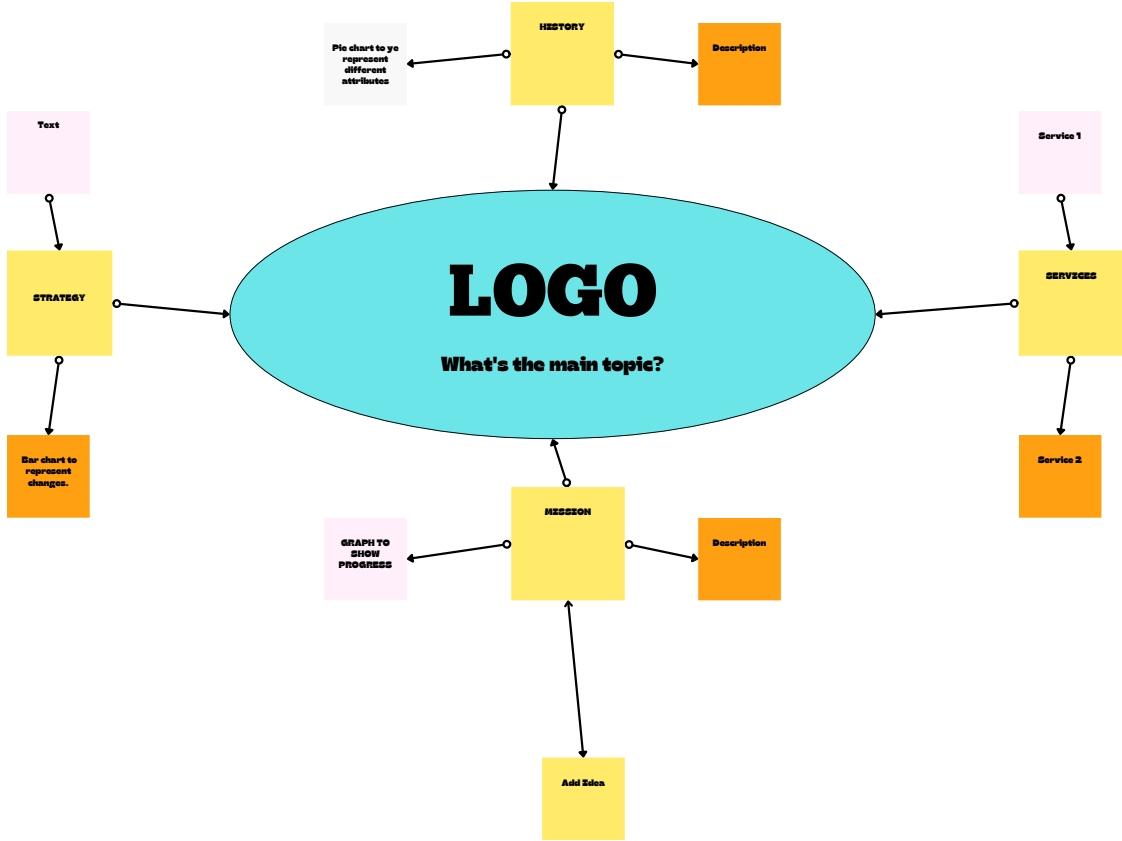 HISTORY
Pie chart to ye
represent
different
attributes
Description
Text
Service 1
LOGO
What's the main topic?
STRATEGY
SERVICES
Bar chart to
represent
changes.
Service 2
MISSION
GRAPH TO
SHOW
PROGRESS
Description
Add Idea